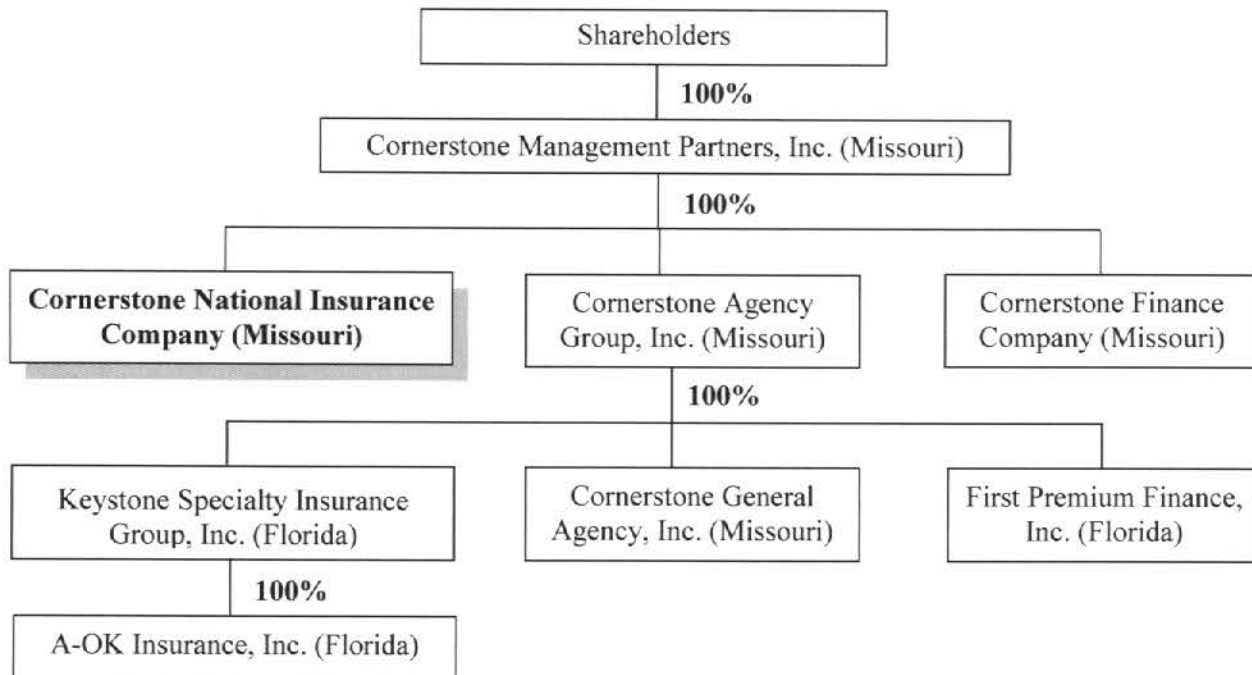 Shareholders
100%
Cornerstone Management Partners, Inc. (Missouri)
100%
Cornerstone National Insurance
Company (Missouri)
Cornerstone Agency
Group, Inc. (Missouri)
Cornerstone Finance
Company (Missouri)
100%
Keystone Specialty Insurance
Group, Inc. (Florida)
Cornerstone General
Agency, Inc. (Missouri)
First Premium Finance,
Inc. (Florida)
100%
A-OK Insurance, Inc. (Florida)